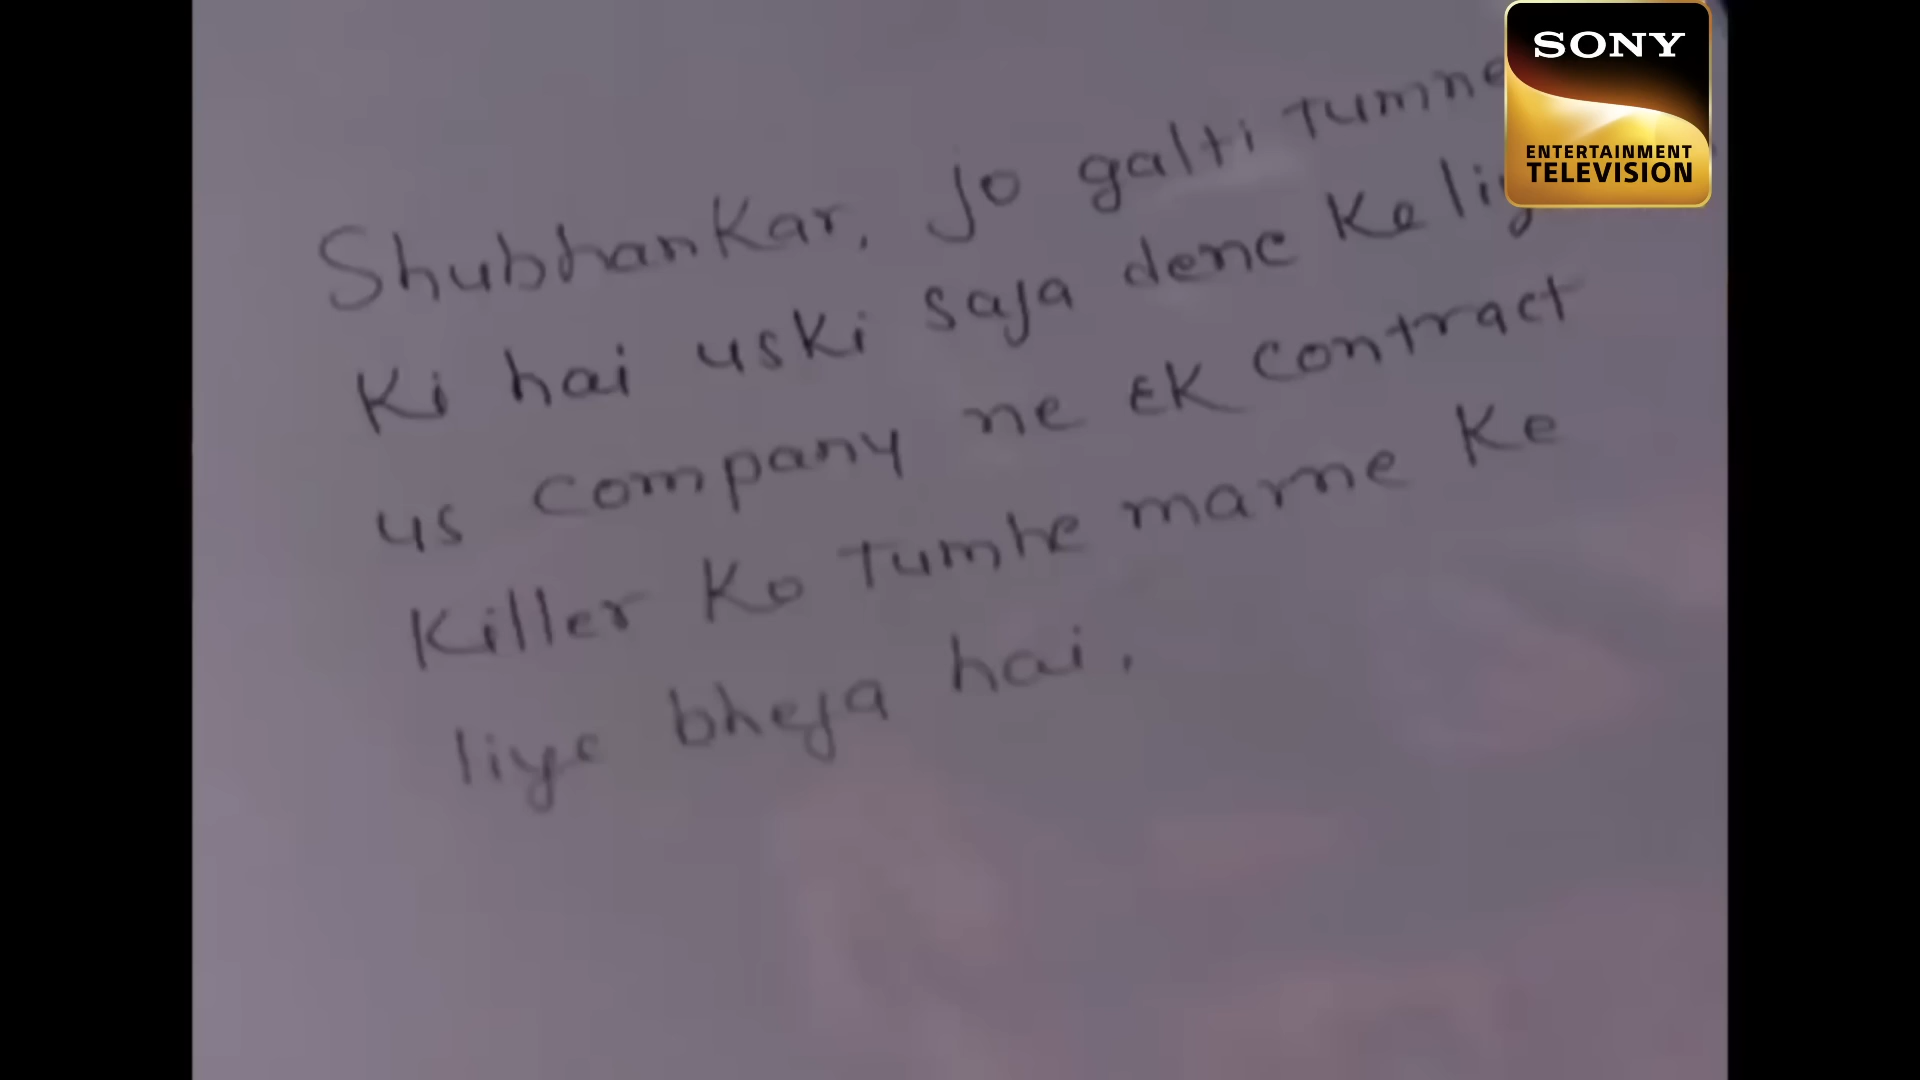 SONY
ENTERTAINMENT
TELEVISION
Shubhankar, Jo galti Tumne
Ki hai uski saja dene Ke liye
us company ne EK contract
Killer Ko Tumhe marne Ke
liye bheja hai.